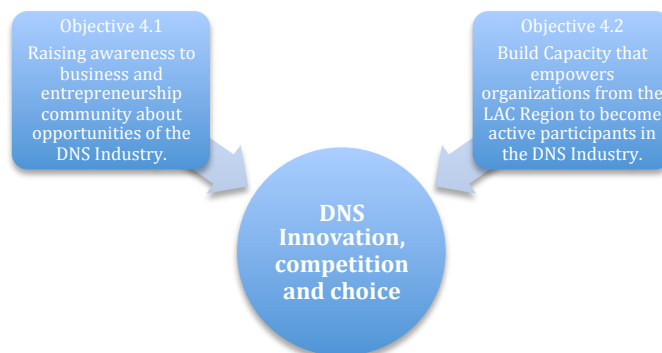 Objective 4.1
Raising awareness to
business and
entrepreneurship
community about
opportunities of the
DNS Industry.
Objective 4.2
Build Capacity that
empowers
organizations from the
LAC Region to become
active participants in
the DNS Industry.
DNS
Innovation,
competition
and choice